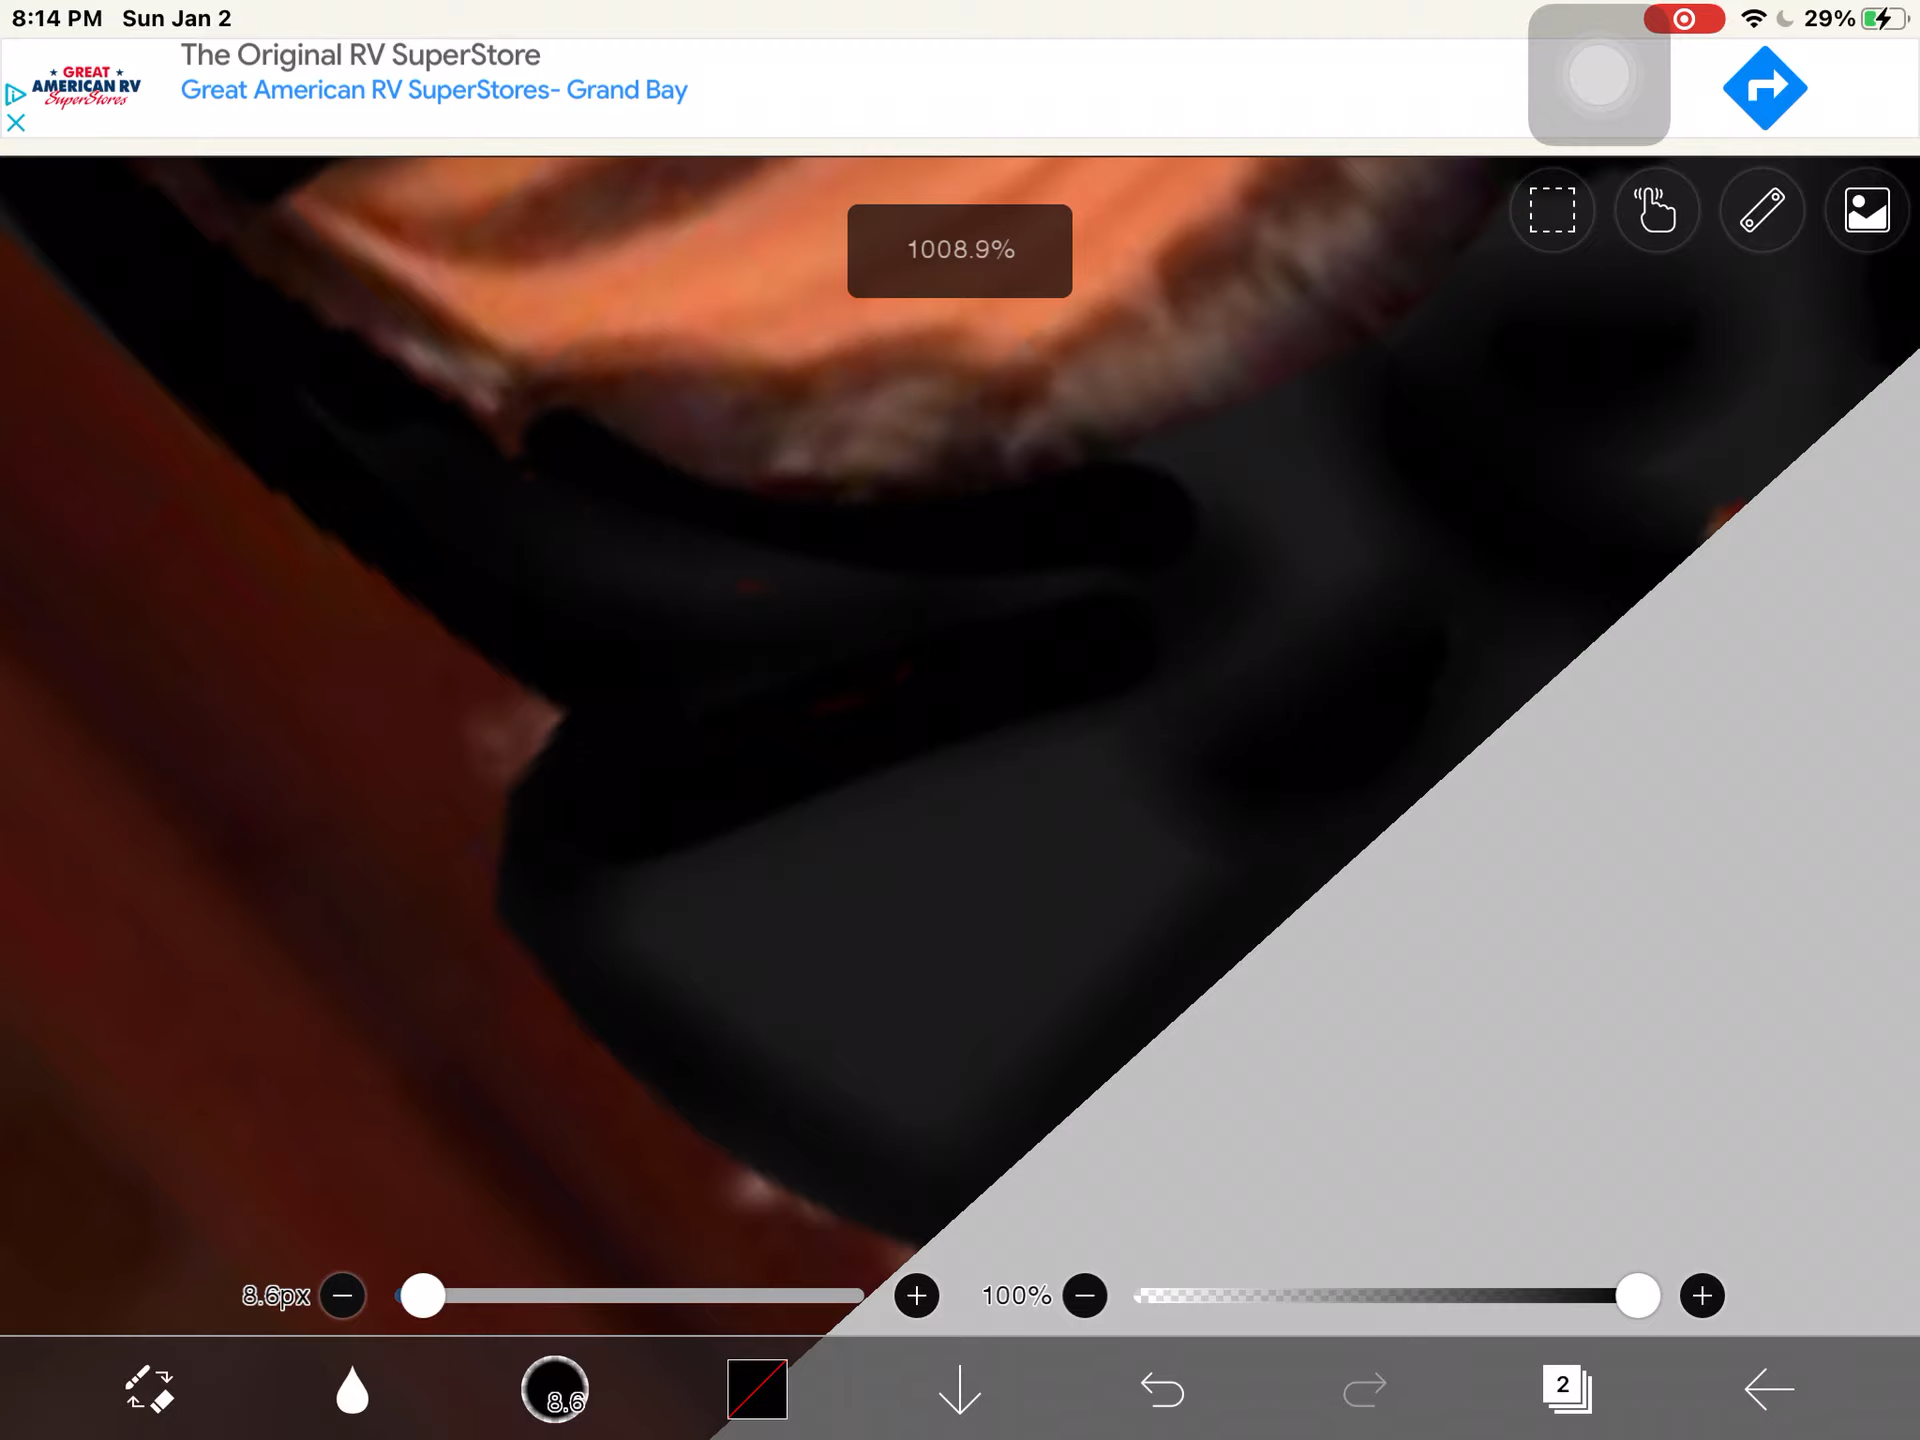 8:14 PM Sun Jan 2
29%
The Original RV SuperStore
GREAT
AMERICAN RV
SuperStores
Great American RV SuperStores- Grand Bay
1008.9%
8.6px
100%
8.6
2